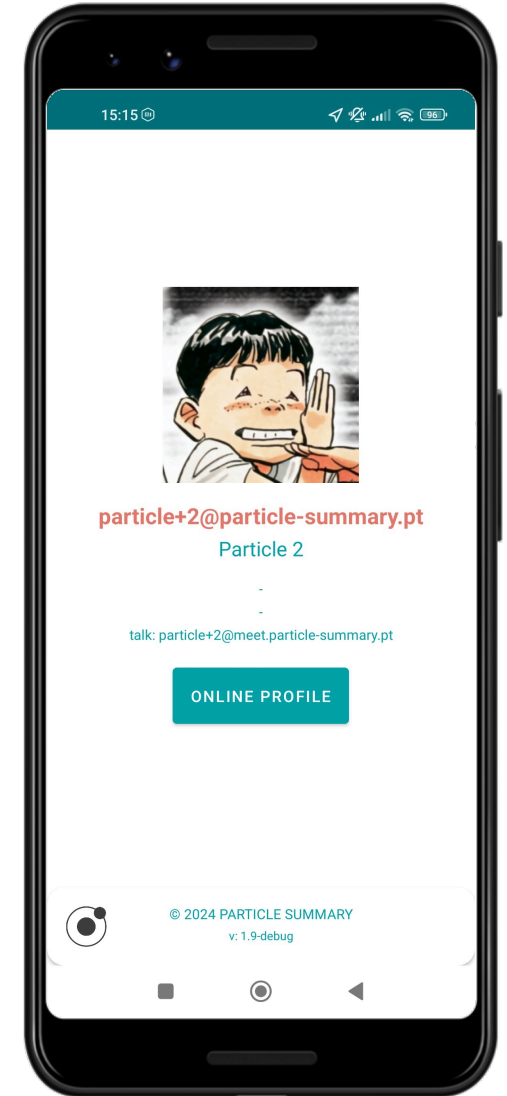 15:15
96
particle+2@particle-summary.pt
Particle 2
-
-
talk: particle+2@meet.particle-summary.pt
ONLINE PROFILE
© 2024 PARTICLE SUMMARY
v: 1.9-debug